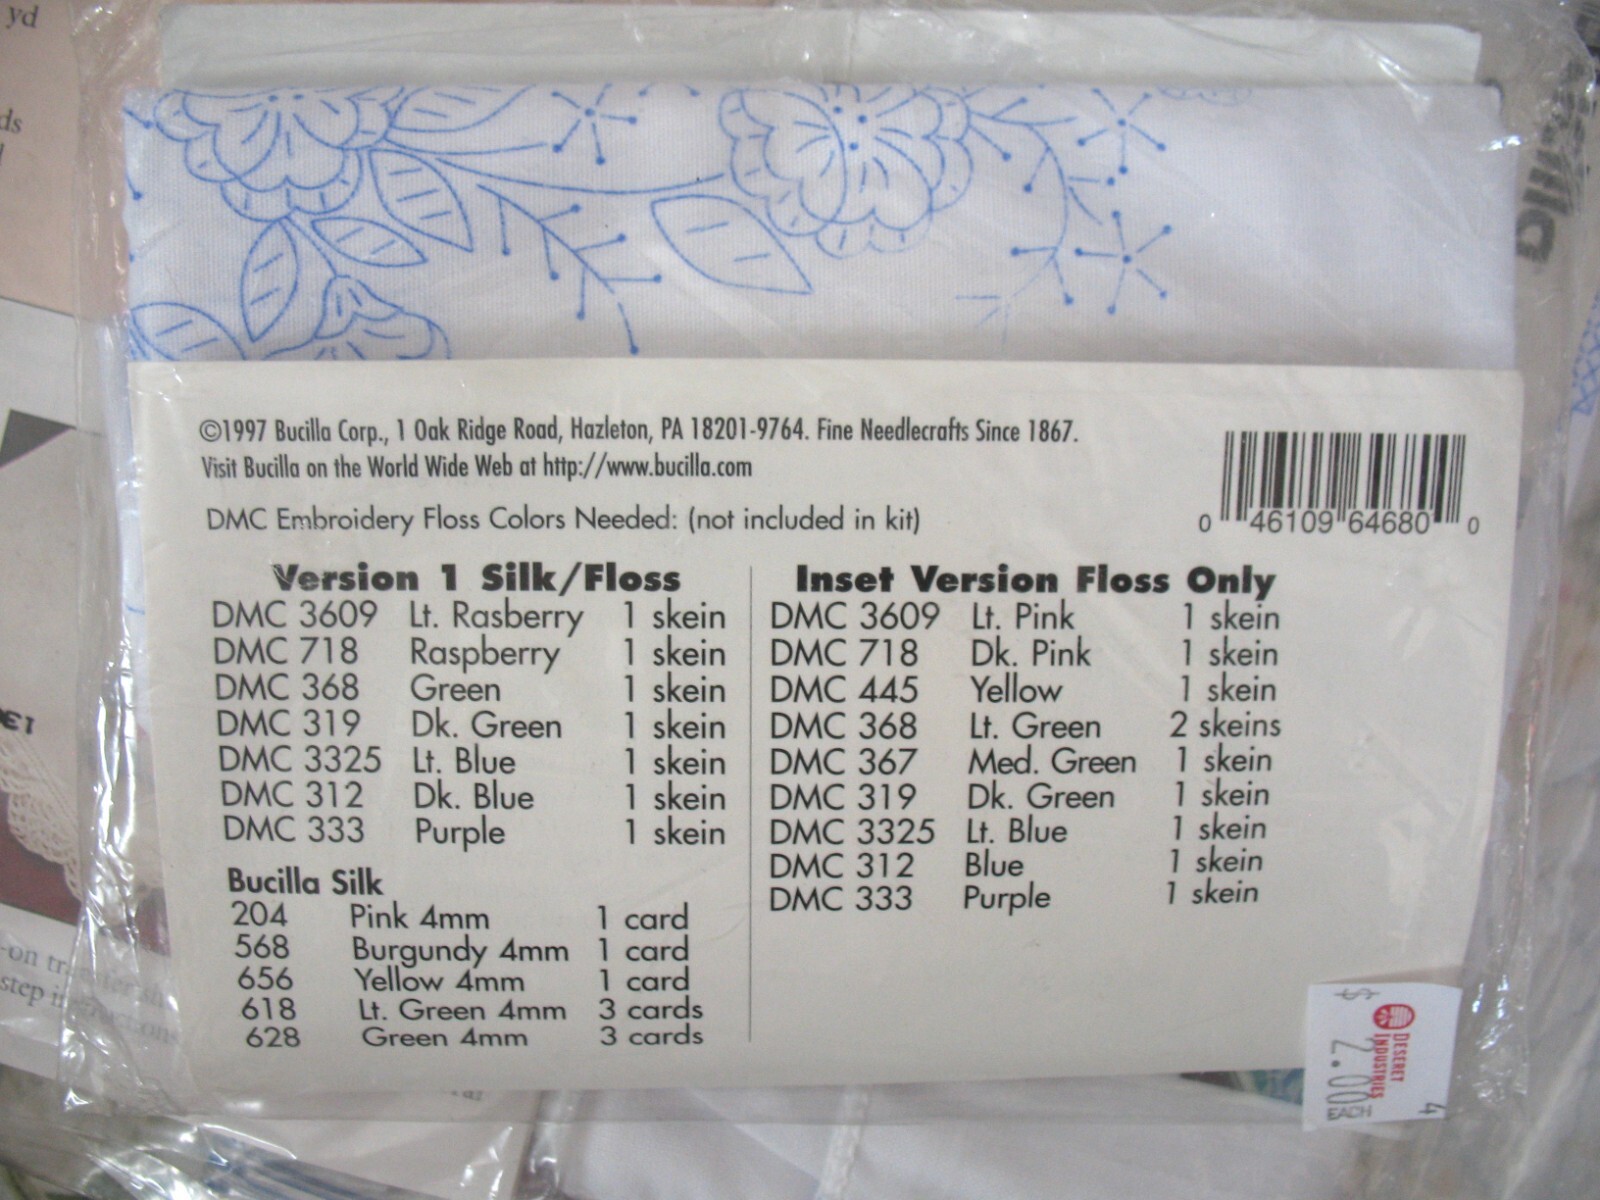 yd
ds
©1997 Bucilla Corp., 1 Oak Ridge Road, Hazleton, PA 18201-9764. Fine Needlecrafts Since 1867.
Visit Bucilla on the World Wide Web at http://www.bucilla.com
DMC Embroidery Floss Colors Needed: (not included in kit)
0 46109 64680 0
Version 1 Silk/Floss
DMC 3609 Lt. Rasberry 1 skein
DMC 718 Raspberry 1 skein
DMC 368 Green 1 skein
DMC 319 Dk. Green 1 skein
DMC 3325 Lt. Blue 1 skein
DMC 312 Dk. Blue 1 skein
DMC 333 Purple 1 skein
Bucilla Silk
204 Pink 4mm 1 card
568 Burgundy 4mm 1 card
656 Yellow 4mm 1 card
618 Lt. Green 4mm 3 cards
628 Green 4mm 3 cards
Inset Version Floss Only
DMC 3609 Lt. Pink 1 skein
DMC 718 Dk. Pink 1 skein
DMC 445 Yellow 1 skein
DMC 368 Lt. Green 2 skeins
DMC 367 Med. Green 1 skein
DMC 319 Dk. Green 1 skein
DMC 3325 Lt. Blue 1 skein
DMC 312 Blue 1 skein
DMC 333 Purple 1 skein
-on
step
$ 2.00
EACH
DESERET
INDUSTRIES
4